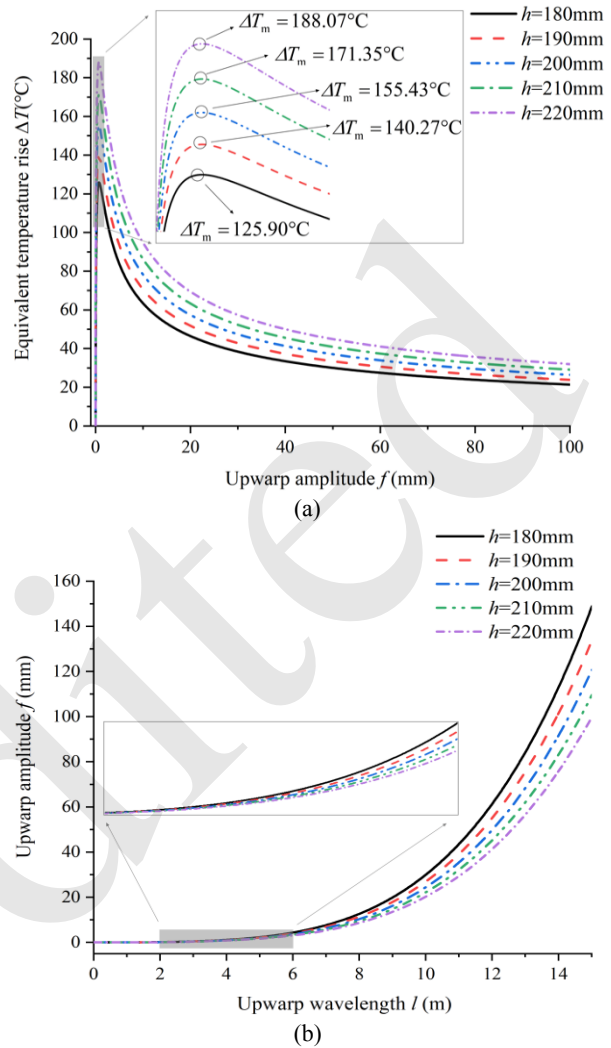 (a)
h=180mm
h=190mm
h=200mm
h=210mm
h=220mm
ΔTm = 188.07°C
ΔTm = 171.35°C
ΔTm = 155.43°C
ΔTm = 140.27°C
ΔTm = 125.90°C
Equivalent temperature rise ΔT(°C)
200
180
160
140
120
100
80
60
40
20
0
0 20 40 60 80 100
Upwarp amplitude f (mm)
(a)
h=180mm
h=190mm
h=200mm
h=210mm
h=220mm
Upwarp amplitude f (mm)
160
140
120
100
80
60
40
20
0
0 2 4 6 8 10 12 14
Upwarp wavelength l (m)
(b)
dited